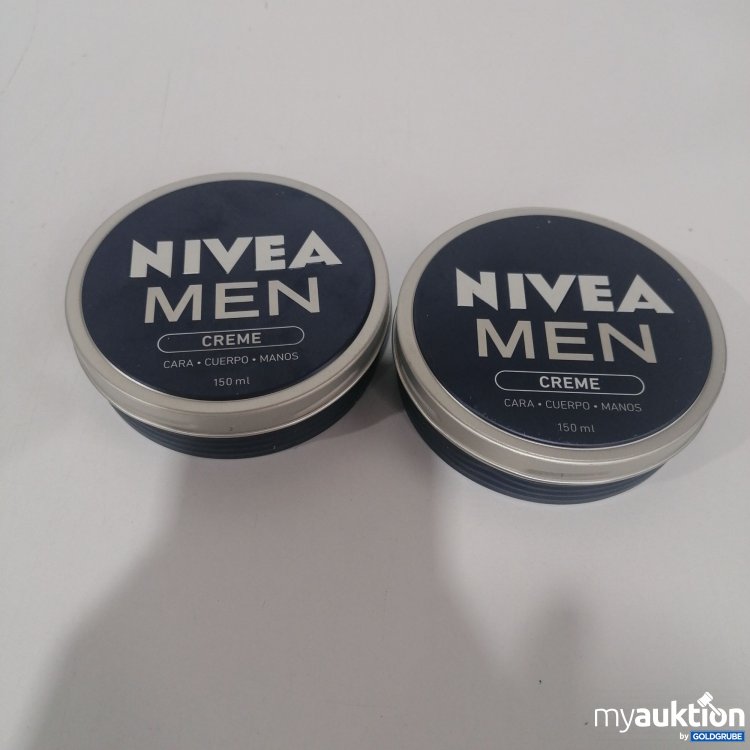 NIVEA
MEN
CREME
CARA • CUERPO • MANOS
150 ml
NIVEA
MEN
CREME
CARA • CUERPO • MANOS
150 ml
myauktion
by GOLDGRUBE